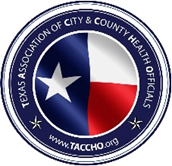 TEXAS ASSOCIATION OF CITY & COUNTY HEALTH OFFICIALS
www.TACCHO.org